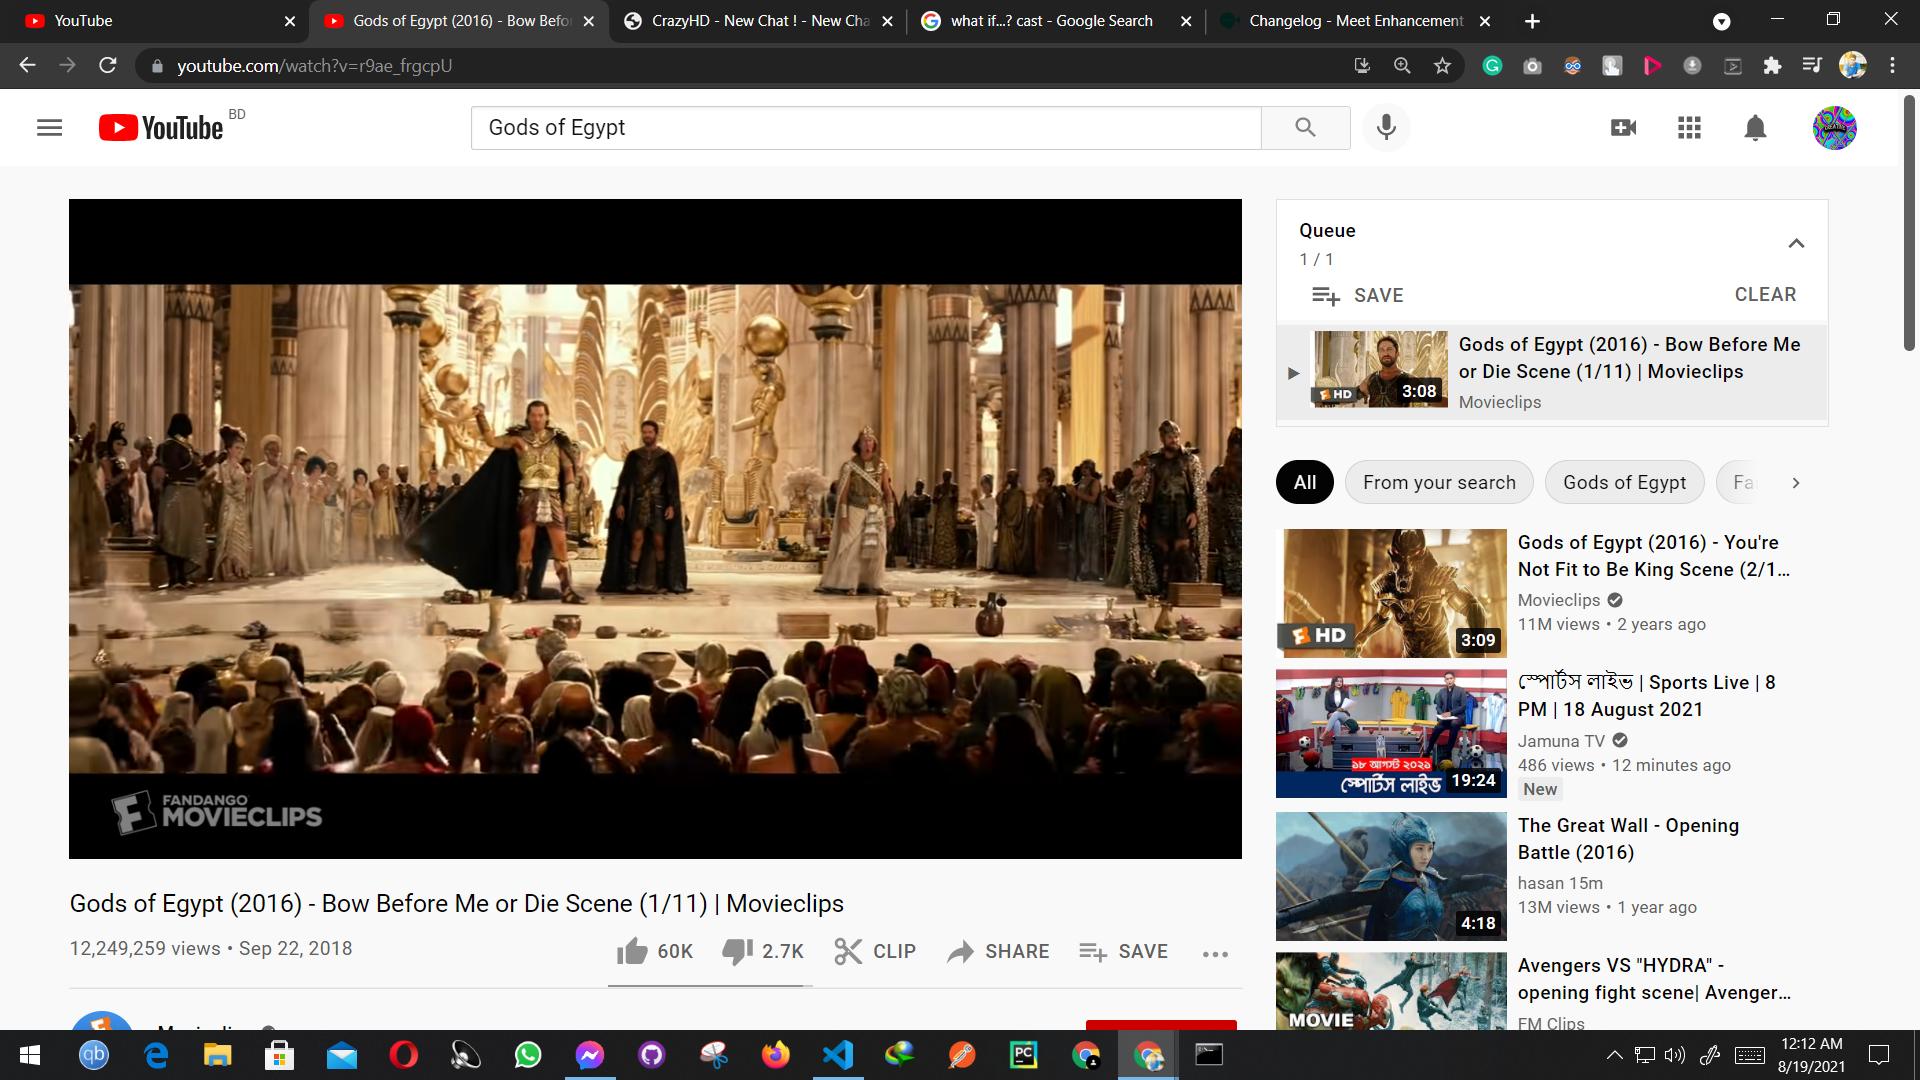 YouTube
Gods of Egypt (2016) - Bow Befo
CrazyHD - New Chat ! - New Cha
what if...? cast - Google Search
Changelog - Meet Enhancement
youtube.com/watch?v=r9ae_frgcpU
YouTube BD
Gods of Egypt
Queue
1 / 1
SAVE
CLEAR
Gods of Egypt (2016) - Bow Before Me
or Die Scene (1/11) | Movieclips
Movieclips
HD
3:08
All
From your search
Gods of Egypt
Fa
Gods of Egypt (2016) - You're
Not Fit to Be King Scene (2/1...
Movieclips
11M views • 2 years ago
HD
3:09
স্পোর্টস লাইভ | Sports Live | 8
PM | 18 August 2021
Jamuna TV
486 views • 12 minutes ago
New
১৮ আগস্ট ২০২১
স্পোর্টস লাইভ
19:24
The Great Wall - Opening
Battle (2016)
hasan 15m
13M views • 1 year ago
4:18
Avengers VS "HYDRA" -
opening fight scene| Avenger...
FM Clips
MOVIE
FANDANGO
MOVIECLIPS
Gods of Egypt (2016) - Bow Before Me or Die Scene (1/11) | Movieclips
12,249,259 views • Sep 22, 2018
60K
2.7K
CLIP
SHARE
SAVE
qb
PC
12:12 AM
8/19/2021